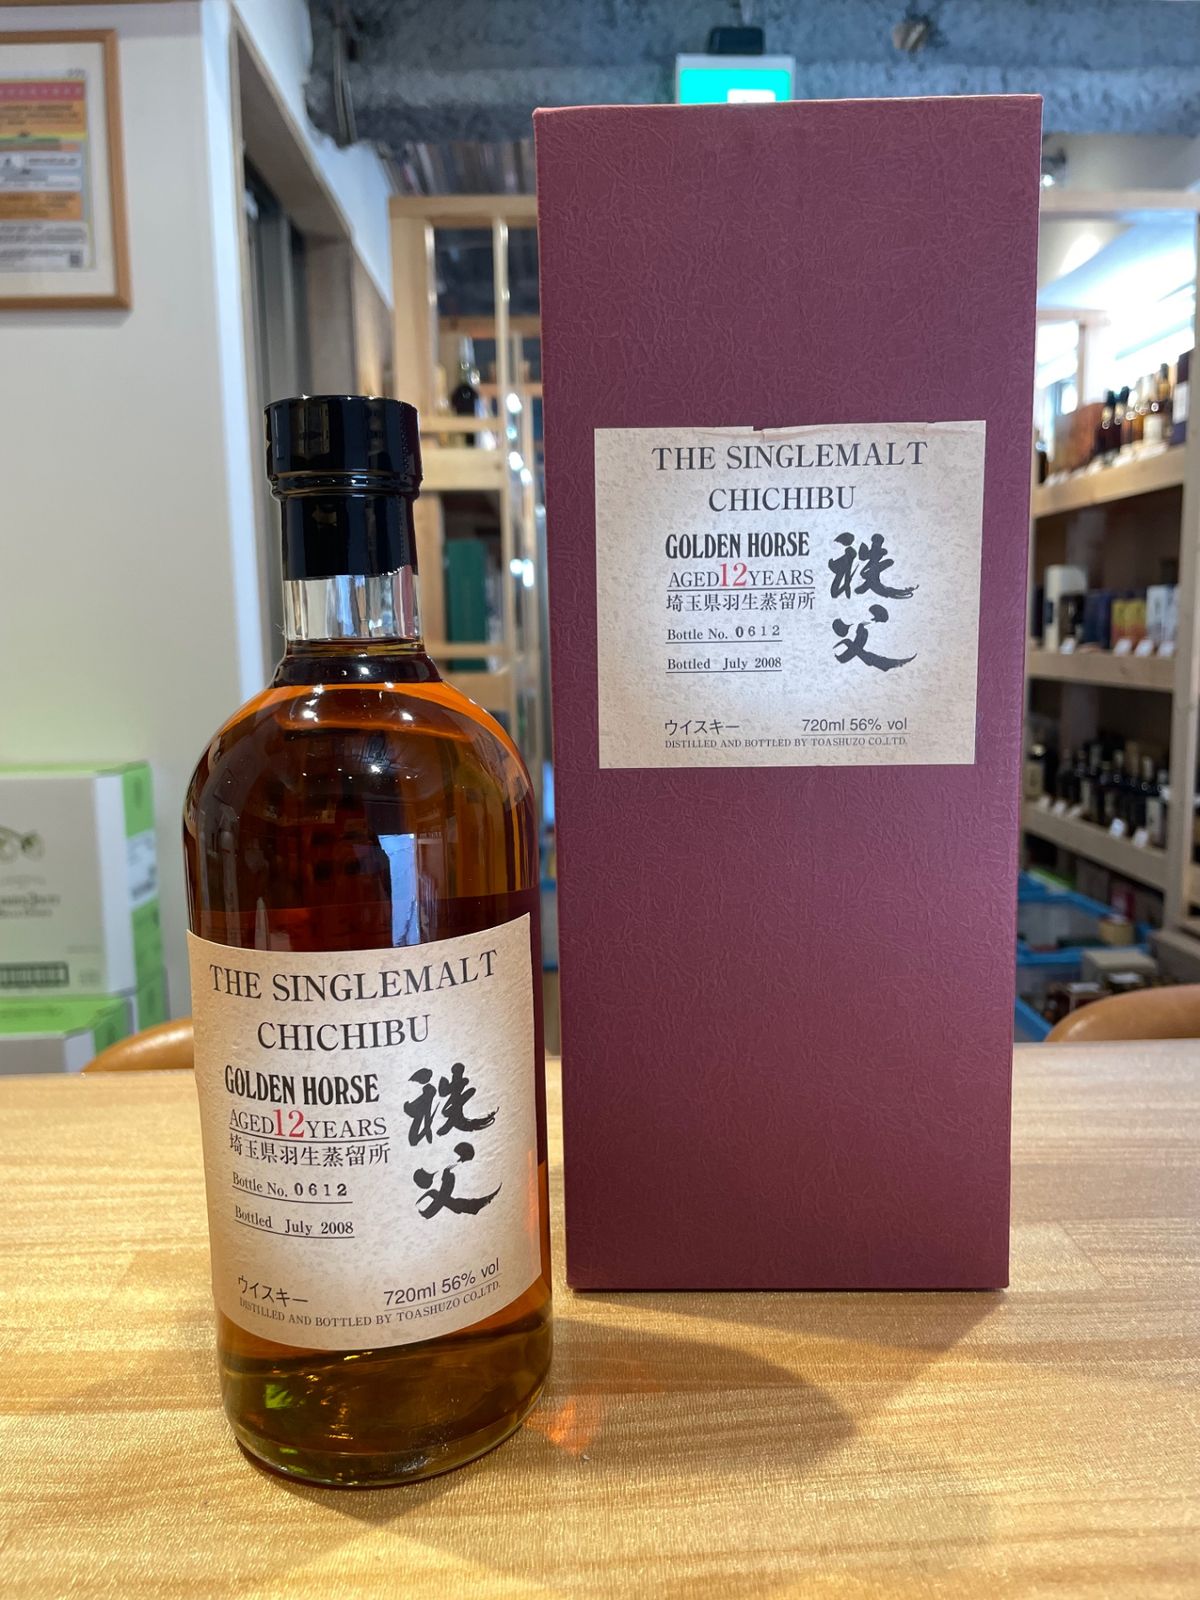 THE SINGLEMALT
CHICHIBU
GOLDEN HORSE
AGED 12 YEARS
埼玉県羽生蒸留所
Bottle No. 0612
Bottled July 2008
秩父
ウイスキー
720ml 56% vol
DISTILLED AND BOTTLED BY TOASHUZO CO.,LTD.
THE SINGLEMALT
CHICHIBU
GOLDEN HORSE
AGED 12 YEARS
埼玉県羽生蒸留所
Bottle No. 0612
Bottled July 2008
秩父
ウイスキー
720ml 56% vol
DISTILLED AND BOTTLED BY TOASHUZO CO.,LTD.